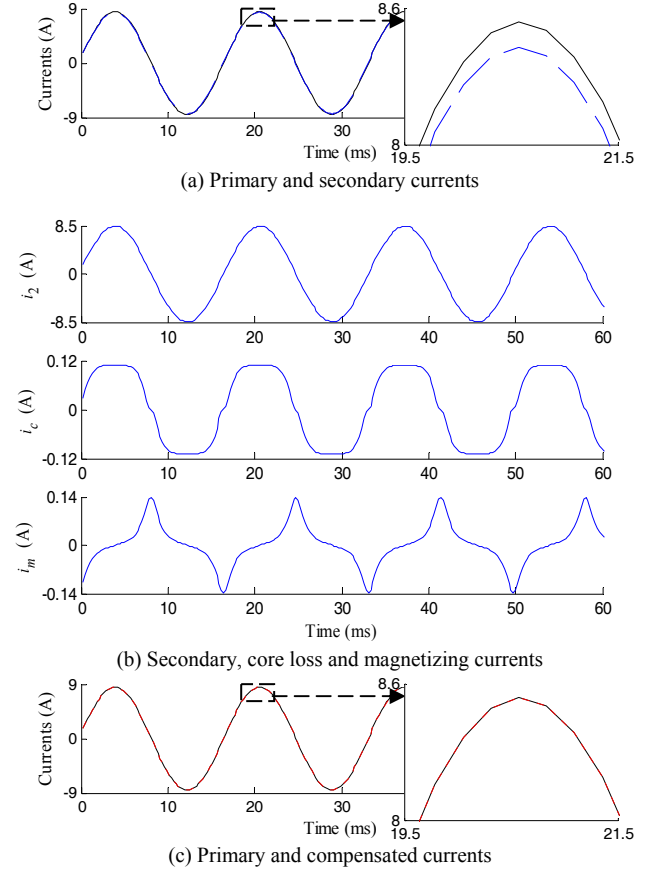 9
0
-9
Currents (A)
0 10 20 30
Time (ms)
8.6
8
19.5 21.5
(a) Primary and secondary currents
8.5
0
-8.5
i2 (A)
0 10 20 30 40 50 60
0.12
0
-0.12
ic (A)
0 10 20 30 40 50 60
0.14
0
-0.14
im (A)
0 10 20 30 40 50 60
Time (ms)
(b) Secondary, core loss and magnetizing currents
9
0
-9
Currents (A)
0 10 20 30
Time (ms)
8.6
8
19.5 21.5
(c) Primary and compensated currents